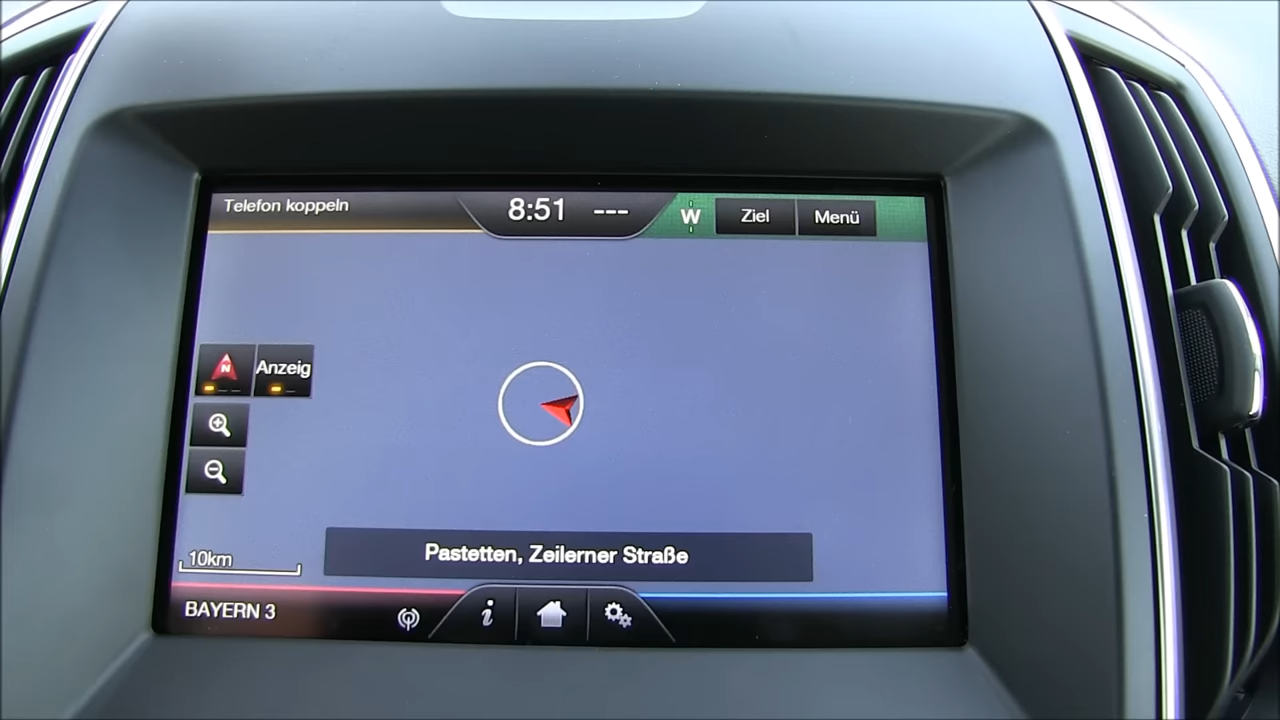 Telefon koppeln
8:51 ---
W
Ziel
Menü
N
Anzeig
10km
Pastetten, Zeilerner Straße
BAYERN 3
i